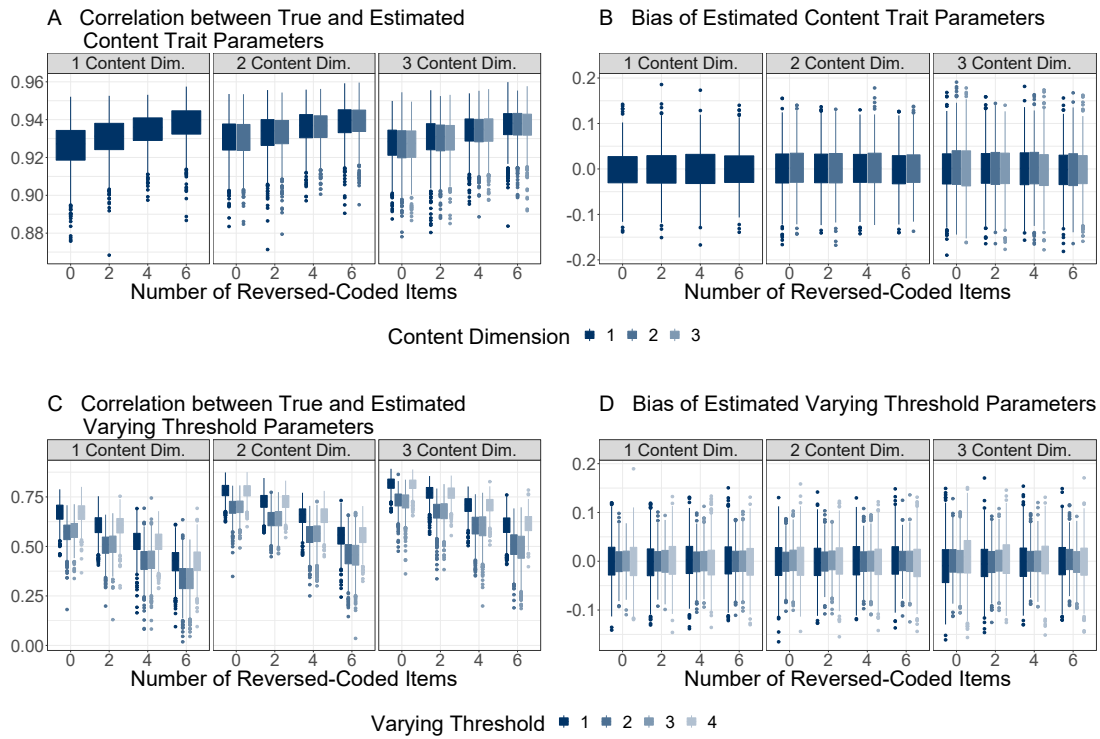 A Correlation between True and Estimated
Content Trait Parameters
1 Content Dim. 2 Content Dim. 3 Content Dim.
0.96
0.94
0.92
0.90
0.88
0 2 4 6 0 2 4 6 0 2 4 6
Number of Reversed-Coded Items
B Bias of Estimated Content Trait Parameters
1 Content Dim. 2 Content Dim. 3 Content Dim.
0.2
0.1
0.0
-0.1
-0.2
0 2 4 6 0 2 4 6 0 2 4 6
Number of Reversed-Coded Items
Content Dimension 1 2 3
C Correlation between True and Estimated
Varying Threshold Parameters
1 Content Dim. 2 Content Dim. 3 Content Dim.
0.75
0.50
0.25
0.00
0 2 4 6 0 2 4 6 0 2 4 6
Number of Reversed-Coded Items
D Bias of Estimated Varying Threshold Parameters
1 Content Dim. 2 Content Dim. 3 Content Dim.
0.2
0.1
0.0
-0.1
0 2 4 6 0 2 4 6 0 2 4 6
Number of Reversed-Coded Items
Varying Threshold 1 2 3 4